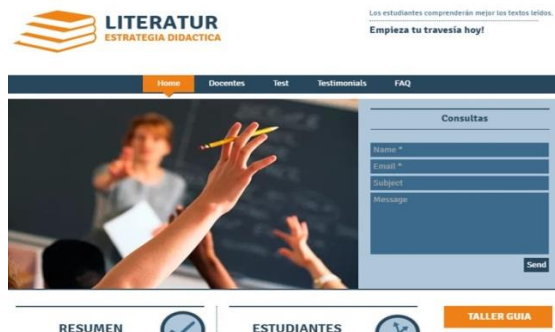 LITERATUR
ESTRATEGIA DIDACTICA
Los estudiantes comprenderán mejor los textos leídos.
Empieza tu travesía hoy!
Home Docentes Test Testimonials FAQ
Consultas
Name *
Email *
Subject
Message
Send
RESUMEN
ESTUDIANTES
TALLER GUIA